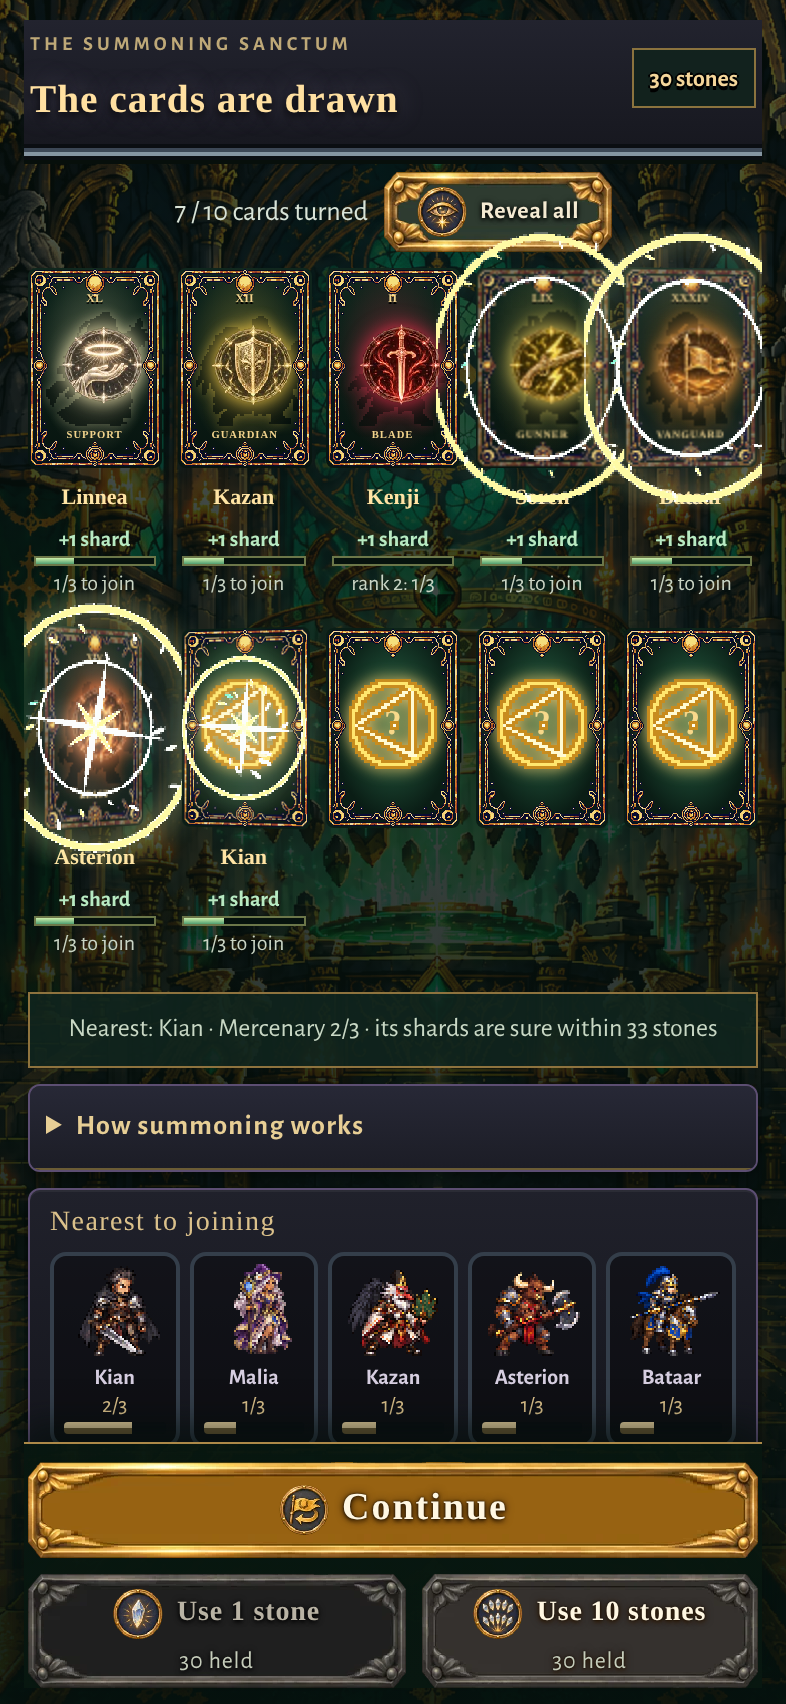 THE SUMMONING SANCTUM
The cards are drawn
30 stones
7 / 10 cards turned
Reveal all
XL
SUPPORT
XII
GUARDIAN
II
BLADE
LIX
GUNNER
XXXIV
VANGUARD
Linnea
Kazan
Kenji
Soren
Bataar
+1 shard
+1 shard
+1 shard
+1 shard
+1 shard
1/3 to join
1/3 to join
rank 2: 1/3
1/3 to join
1/3 to join
?
?
?
Asterion
Kian
+1 shard
+1 shard
1/3 to join
1/3 to join
Nearest: Kian · Mercenary 2/3 · its shards are sure within 33 stones
How summoning works
Nearest to joining
Kian
Malia
Kazan
Asterion
Bataar
2/3
1/3
1/3
1/3
1/3
Continue
Use 1 stone
30 held
Use 10 stones
30 held